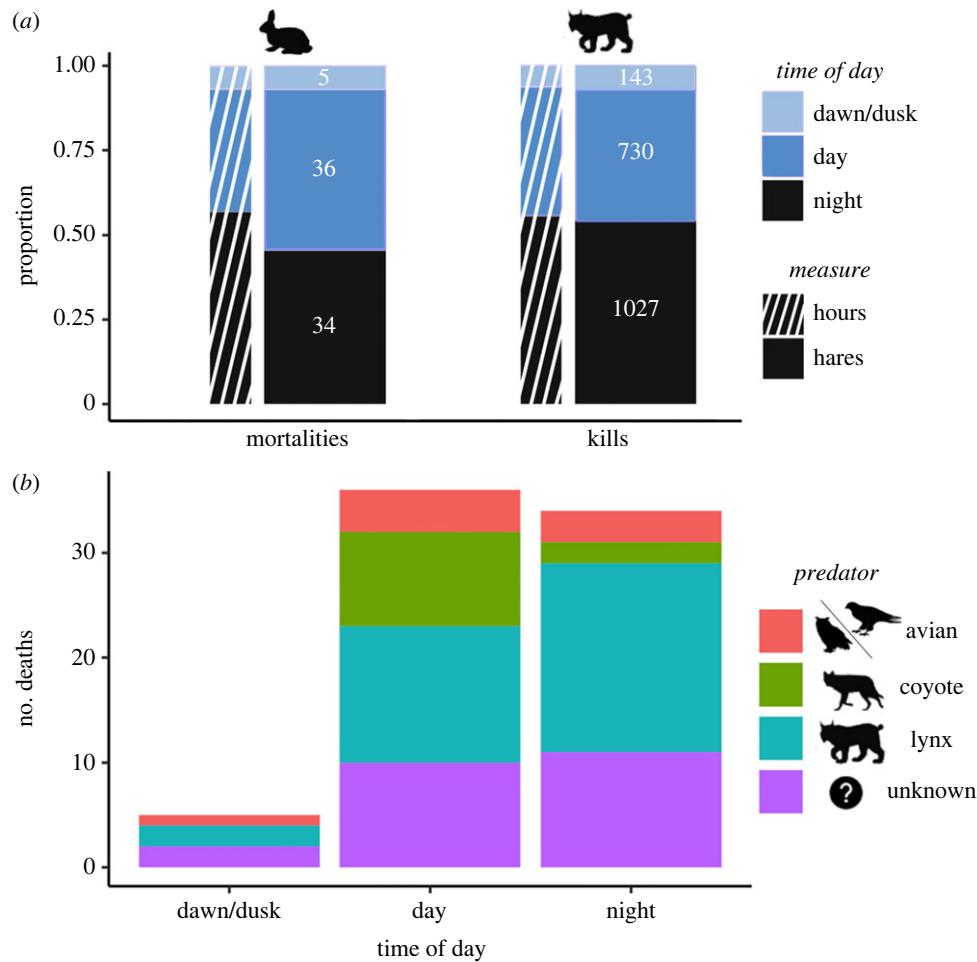 (a)
1.00
0.75
0.50
0.25
0
proportion
5
36
34
143
730
1027
mortalities
kills
time of day
dawn/dusk
day
night
measure
hours
hares
(b)
30
20
10
0
no. deaths
dawn/dusk
day
night
time of day
predator
avian
coyote
lynx
? unknown